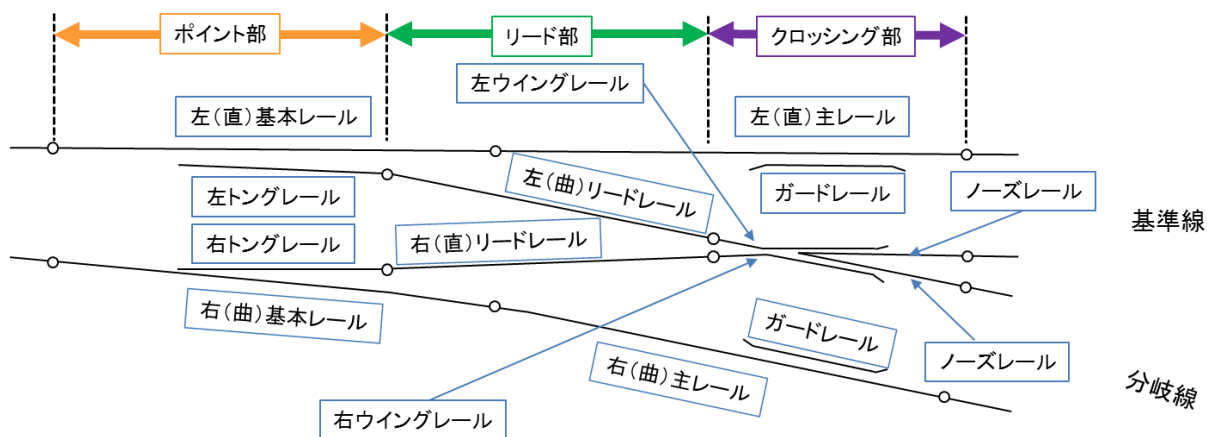 ポイント部
リード部
クロッシング部
左ウイングレール
左（直）基本レール
左（直）主レール
左トングレール
左（曲）リードレール
ガードレール
ノーズレール
右トングレール
右（直）リードレール
基準線
右（曲）基本レール
ガードレール
ノーズレール
右（曲）主レール
分岐線
右ウイングレール